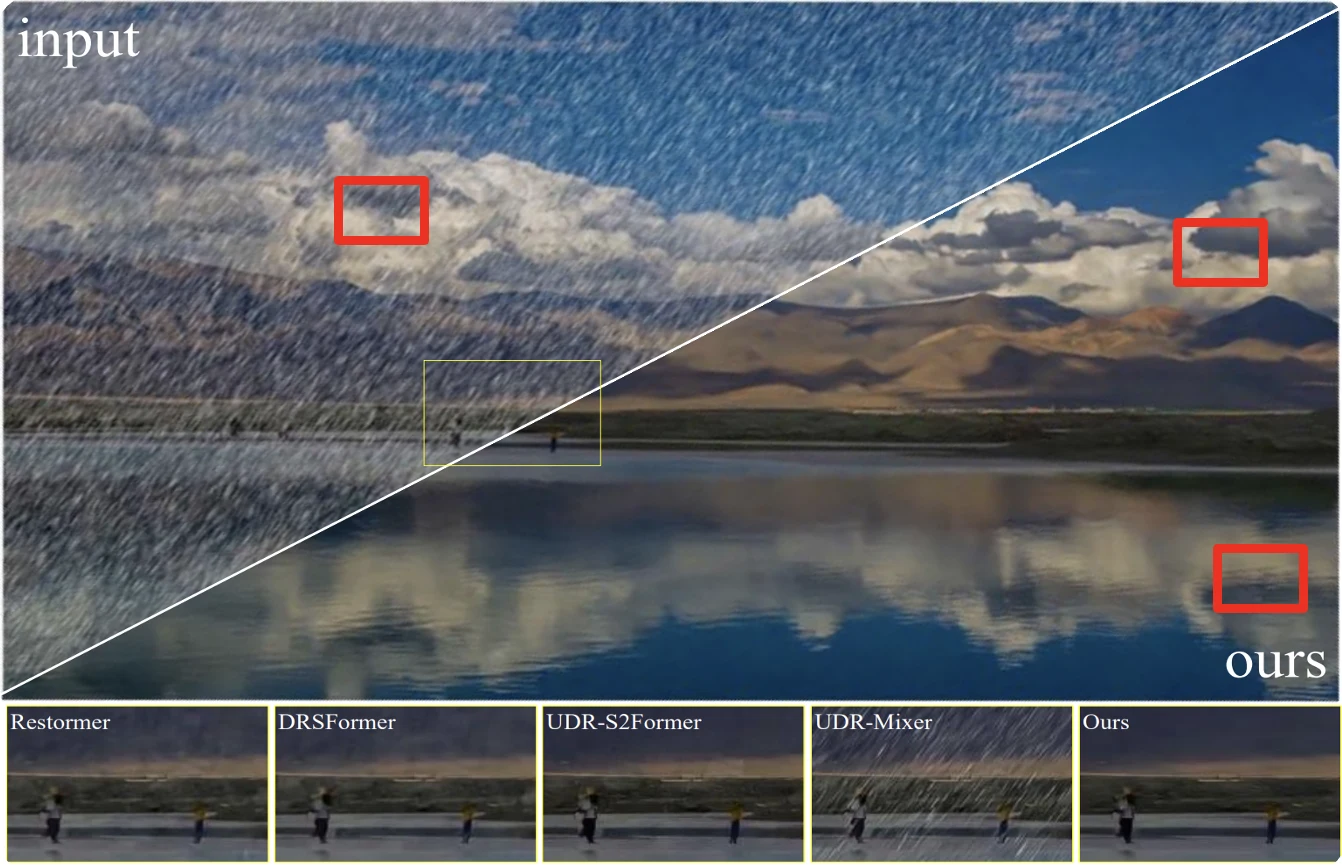 input
ours
Restormer
DRSFormer
UDR-S2Former
UDR-Mixer
Ours